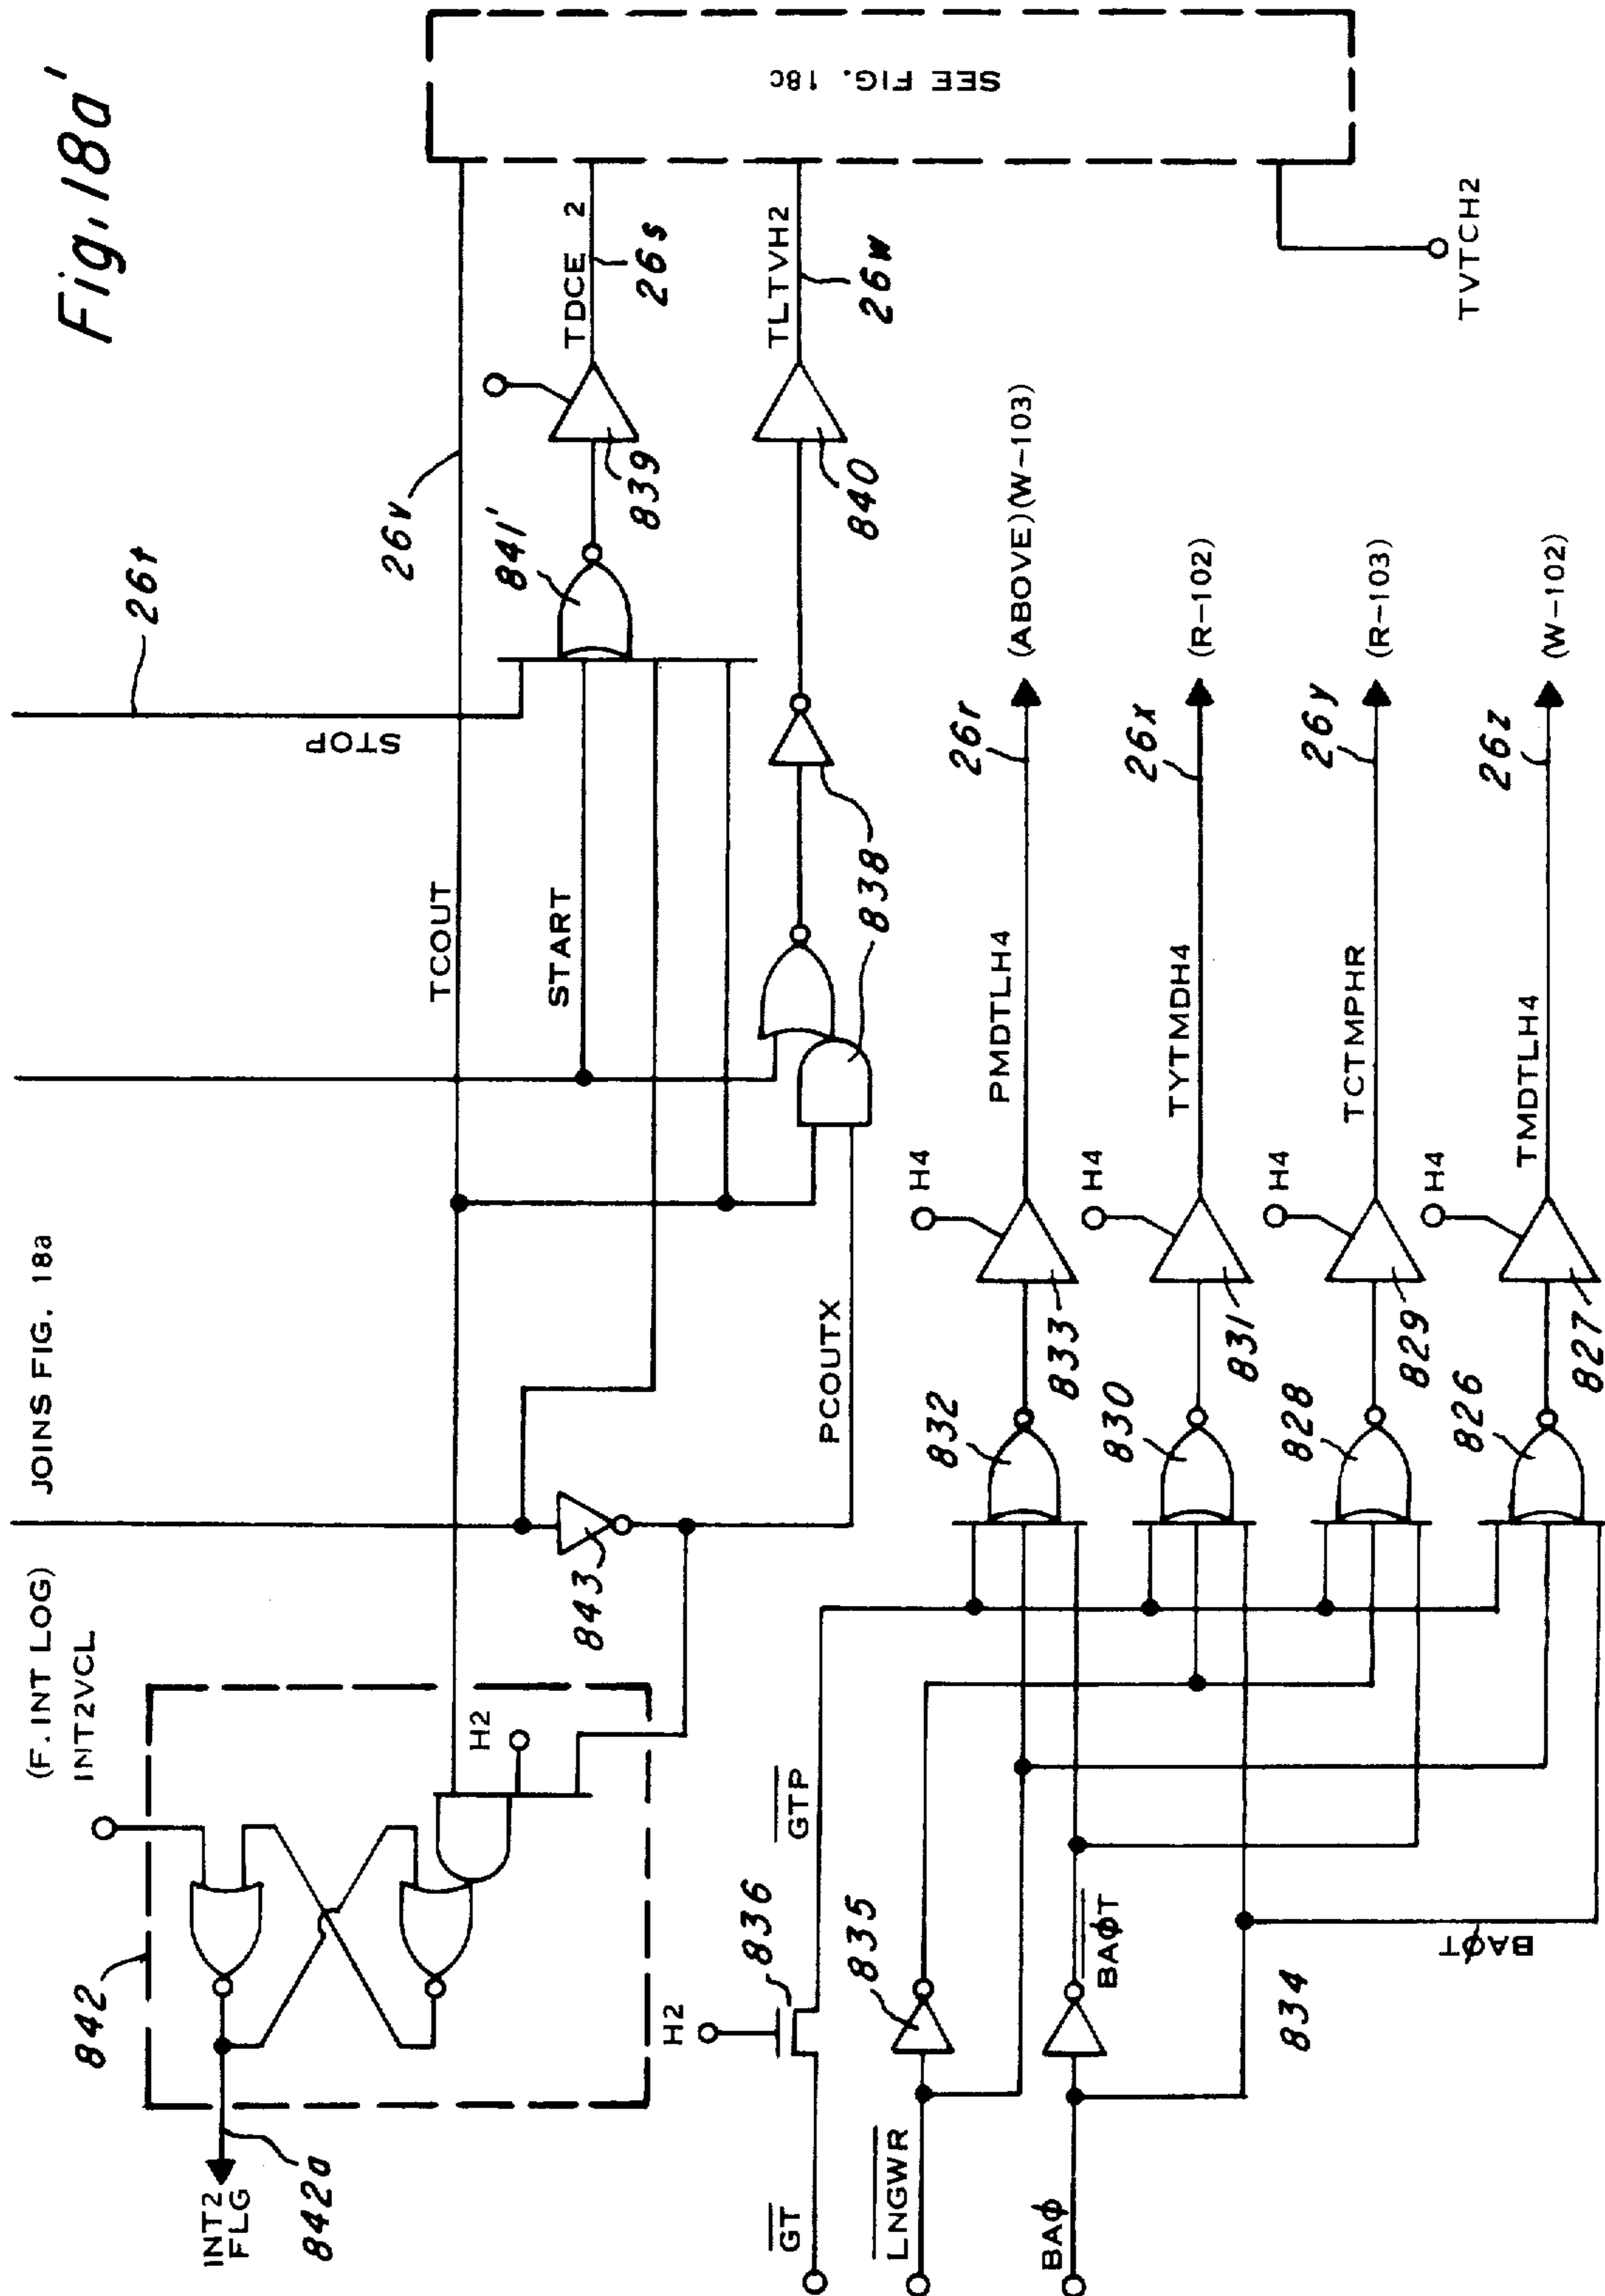 Fig. 18a'
JOINS FIG. 18a
(F. INT LOG)
INT2VCL
842
INT2
FLG
842a
H2
843
PCOUTX
TCOUT
START
STOP
26t
26v
841'
839
TDCE 2
26s
838
840
TLTVH2
26w
SEE FIG. 18c
TVTCH2
GT
H2
836
GTP
LNGWR
835
BAϕ
BAϕT
834
BAϕT
832
833
H4
PMDTLH4
26r
(ABOVE)(W-103)
830
831
H4
TYTMDH4
26x
(R-102)
828
829
H4
TCTMPHR
26y
(R-103)
826
827
H4
TMDTLH4
26z
(W-102)